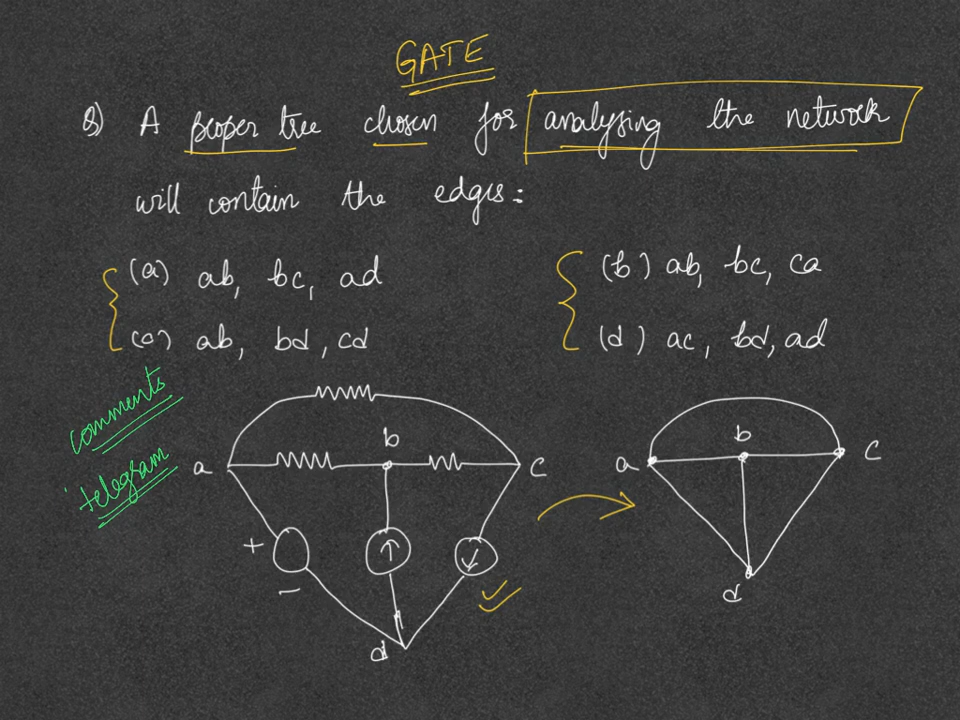 GATE
Q) A proper tree chosen for analysing the network
will contain the edges:
(a) ab, bc, ad
(b) ab, bc, ca
(c) ab, bd, cd
(d) ac, bd, ad
comments
telegram
a b c
+
-
d
a b c
d